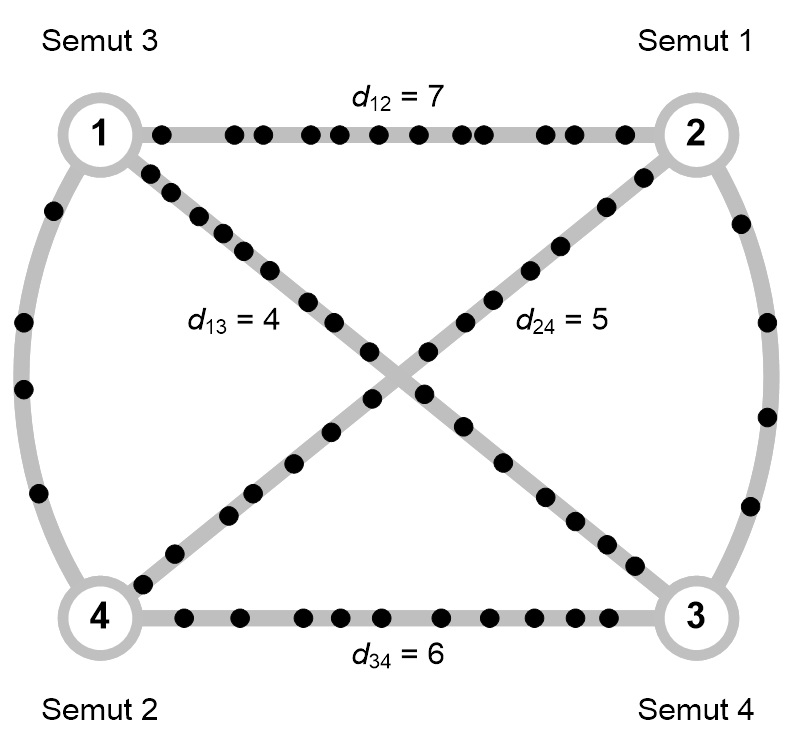 Semut 3
Semut 1
d12 = 7
1
2
d13 = 4
d24 = 5
4
3
d34 = 6
Semut 2
Semut 4